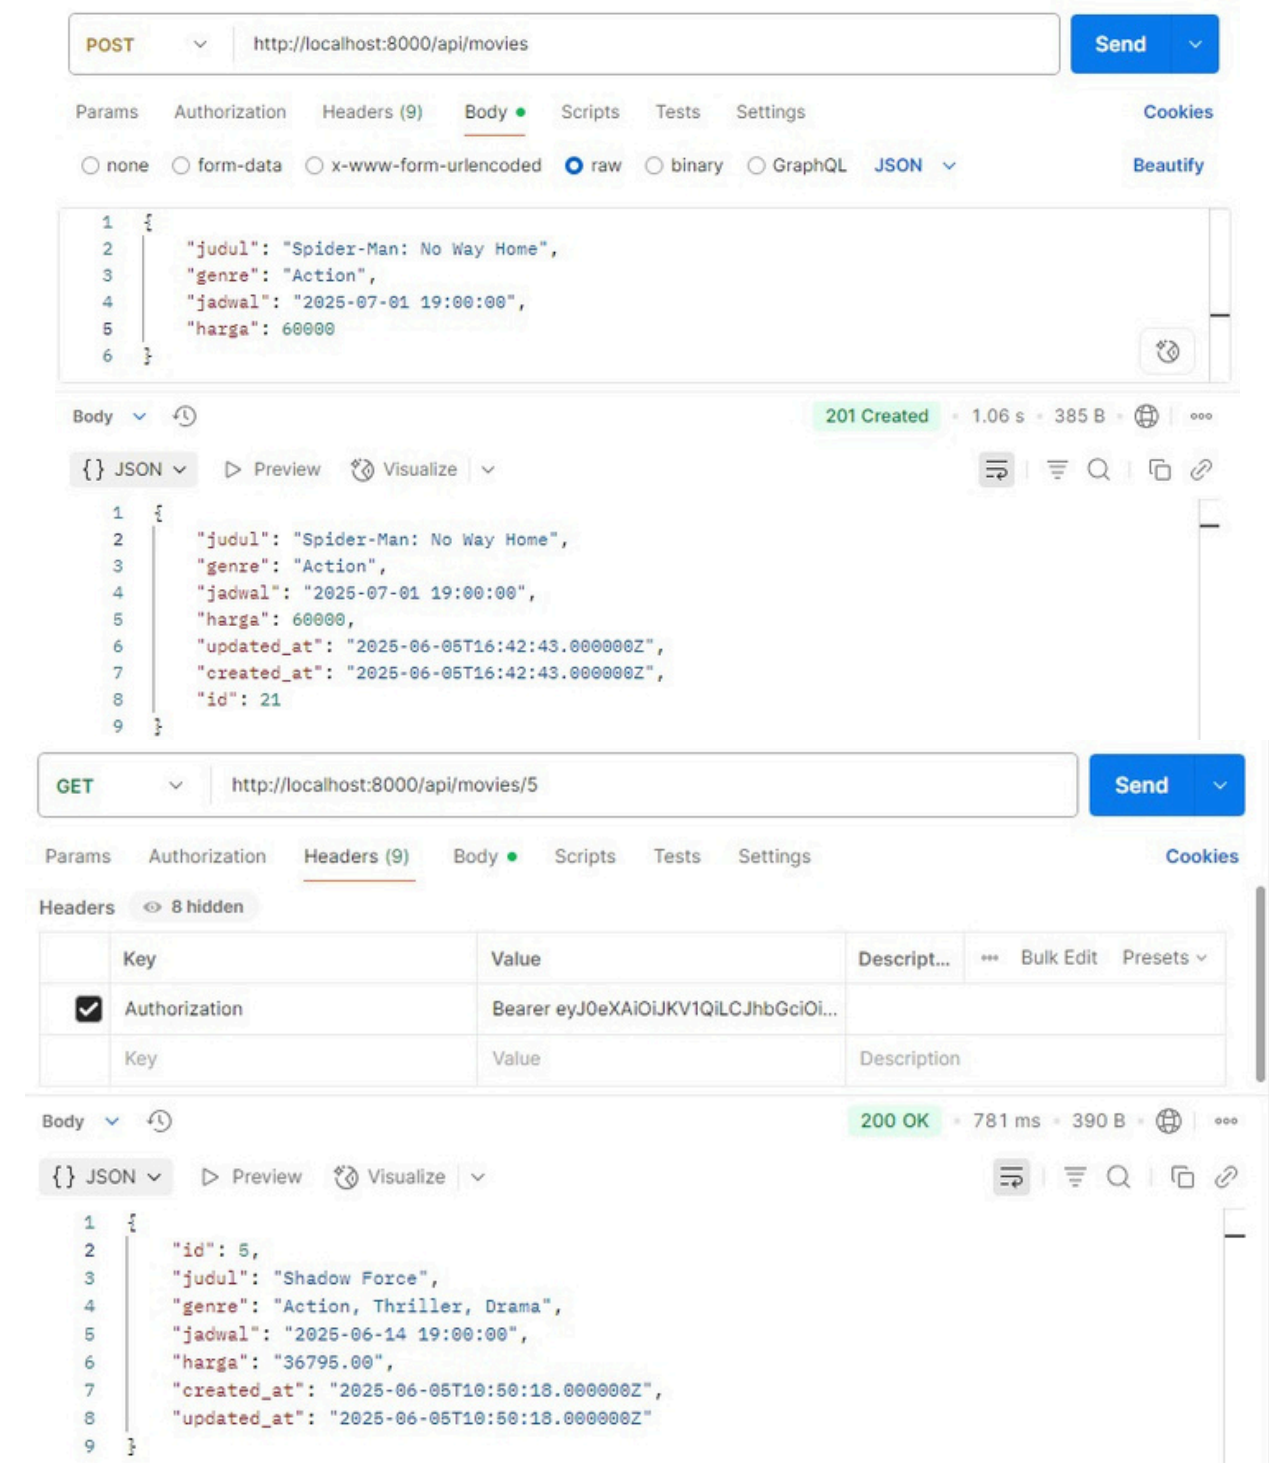 POST http://localhost:8000/api/movies Send
Params Authorization Headers (9) Body Scripts Tests Settings Cookies
none form-data x-www-form-urlencoded raw binary GraphQL JSON Beautify
1 {
2 "judul": "Spider-Man: No Way Home",
3 "genre": "Action",
4 "jadwal": "2025-07-01 19:00:00",
5 "harga": 60000
6 }
Body 201 Created 1.06 s 385 B
{} JSON Preview Visualize
1 {
2 "judul": "Spider-Man: No Way Home",
3 "genre": "Action",
4 "jadwal": "2025-07-01 19:00:00",
5 "harga": 60000,
6 "updated_at": "2025-06-05T16:42:43.000000Z",
7 "created_at": "2025-06-05T16:42:43.000000Z",
8 "id": 21
9 }
GET http://localhost:8000/api/movies/5 Send
Params Authorization Headers (9) Body Scripts Tests Settings Cookies
Headers 8 hidden
Key Value Descript... Bulk Edit Presets
Authorization Bearer eyJ0eXAiOiJKV1QiLCJhbGciOi...
Key Value Description
Body 200 OK 781 ms 390 B
{} JSON Preview Visualize
1 {
2 "id": 5,
3 "judul": "Shadow Force",
4 "genre": "Action, Thriller, Drama",
5 "jadwal": "2025-06-14 19:00:00",
6 "harga": "36795.00",
7 "created_at": "2025-06-05T10:50:18.000000Z",
8 "updated_at": "2025-06-05T10:50:18.000000Z"
9 }